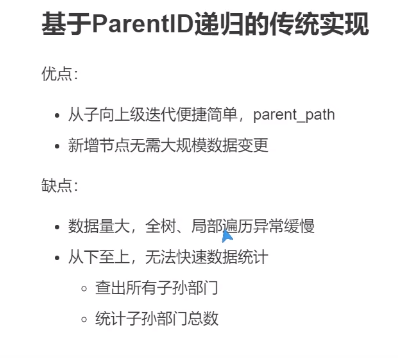 基于ParentID递归的传统实现
优点：
从子向上级迭代便捷简单，parent_path
新增节点无需大规模数据变更
缺点：
数据量大，全树、局部遍历异常缓慢
从下至上，无法快速数据统计
查出所有子孙部门
统计子孙部门总数